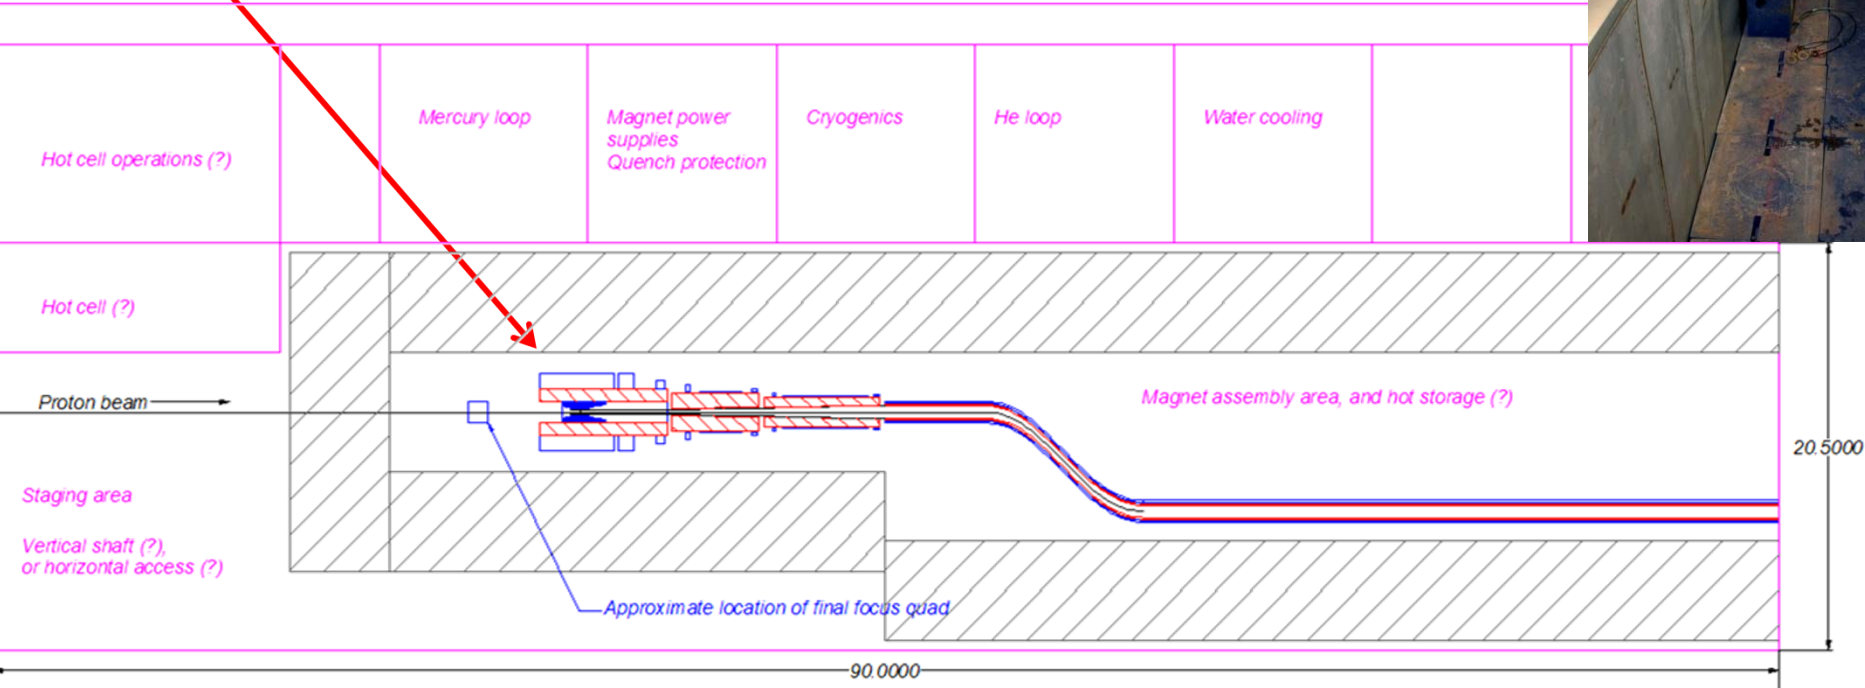 Mercury loop
Magnet power
supplies
Quench protection
Cryogenics
He loop
Water cooling
Hot cell operations (?)
Hot cell (?)
Proton beam
Magnet assembly area, and hot storage (?)
20.5000
Staging area
Vertical shaft (?),
or horizontal access (?)
Approximate location of final focus quad
90.0000